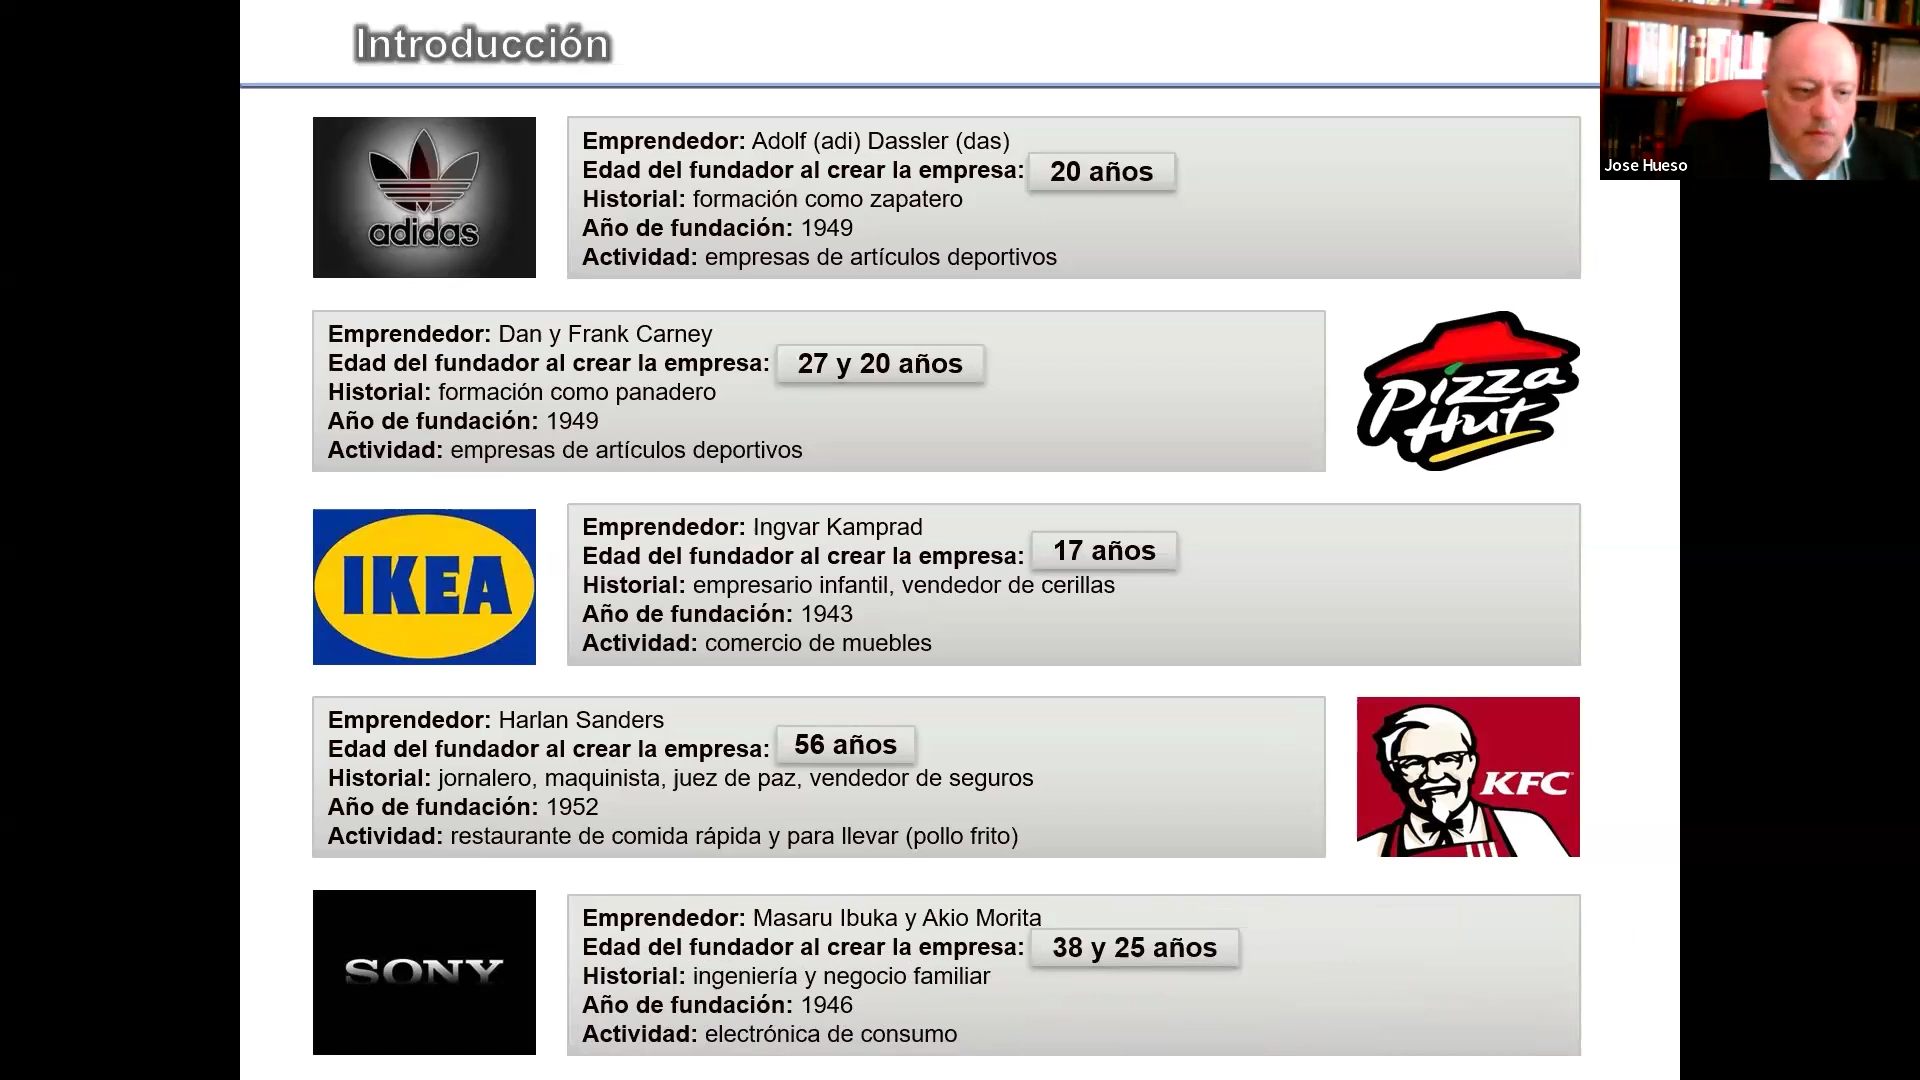 Introducción
Jose Hueso
adidas
Emprendedor: Adolf (adi) Dassler (das)
Edad del fundador al crear la empresa: 20 años
Historial: formación como zapatero
Año de fundación: 1949
Actividad: empresas de artículos deportivos
Emprendedor: Dan y Frank Carney
Edad del fundador al crear la empresa: 27 y 20 años
Historial: formación como panadero
Año de fundación: 1949
Actividad: empresas de artículos deportivos
Pizza
Hut
IKEA
Emprendedor: Ingvar Kamprad
Edad del fundador al crear la empresa: 17 años
Historial: empresario infantil, vendedor de cerillas
Año de fundación: 1943
Actividad: comercio de muebles
Emprendedor: Harlan Sanders
Edad del fundador al crear la empresa: 56 años
Historial: jornalero, maquinista, juez de paz, vendedor de seguros
Año de fundación: 1952
Actividad: restaurante de comida rápida y para llevar (pollo frito)
KFC
SONY
Emprendedor: Masaru Ibuka y Akio Morita
Edad del fundador al crear la empresa: 38 y 25 años
Historial: ingeniería y negocio familiar
Año de fundación: 1946
Actividad: electrónica de consumo